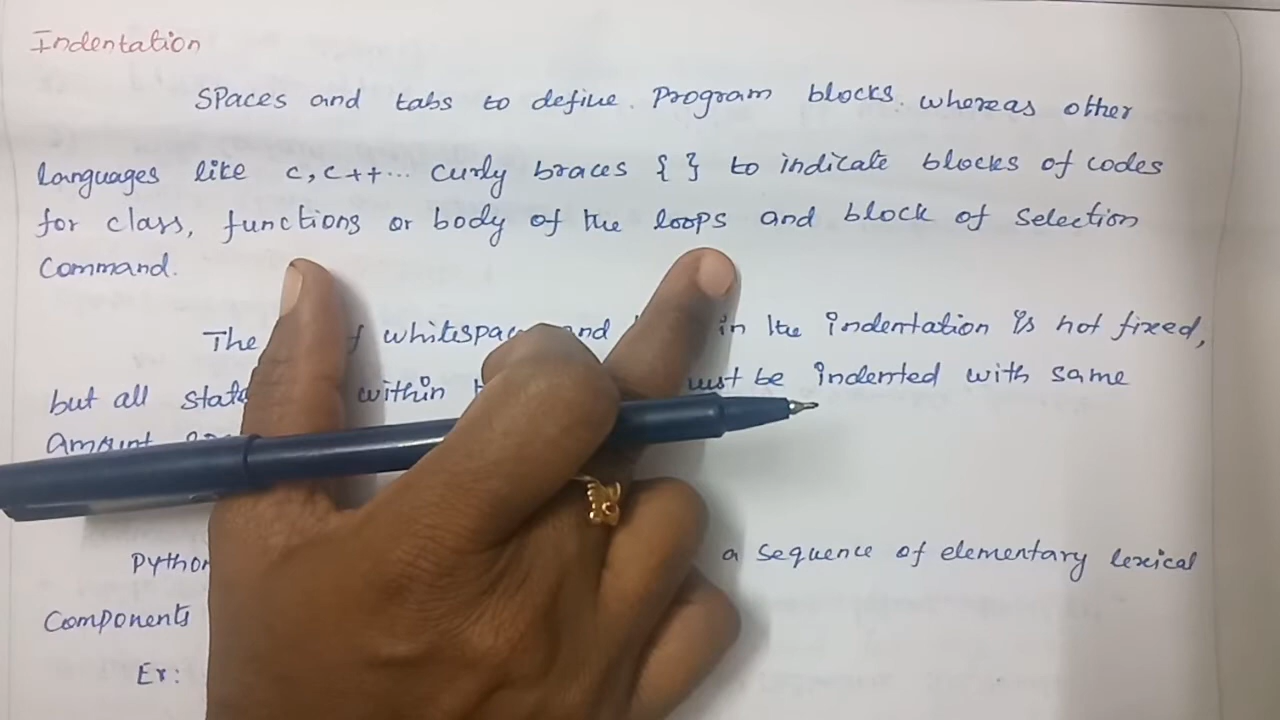 Indentation
Spaces and tabs to define Program blocks. whereas other
languages like c, c++... curly braces { } to indicate blocks of codes
for class, functions or body of the loops and block of selection
Command.
The whitespace and in the indentation is not fixed,
but all within must be indented with same
Amount
Python a sequence of elementary lexical
Components
Ex: